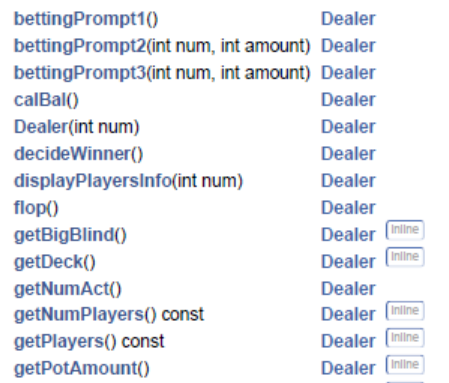 bettingPrompt1() Dealer
bettingPrompt2(int num, int amount) Dealer
bettingPrompt3(int num, int amount) Dealer
calBal() Dealer
Dealer(int num) Dealer
decideWinner() Dealer
displayPlayersInfo(int num) Dealer
flop() Dealer
getBigBlind() Dealer inline
getDeck() Dealer inline
getNumAct() Dealer
getNumPlayers() const Dealer inline
getPlayers() const Dealer inline
getPotAmount() Dealer inline